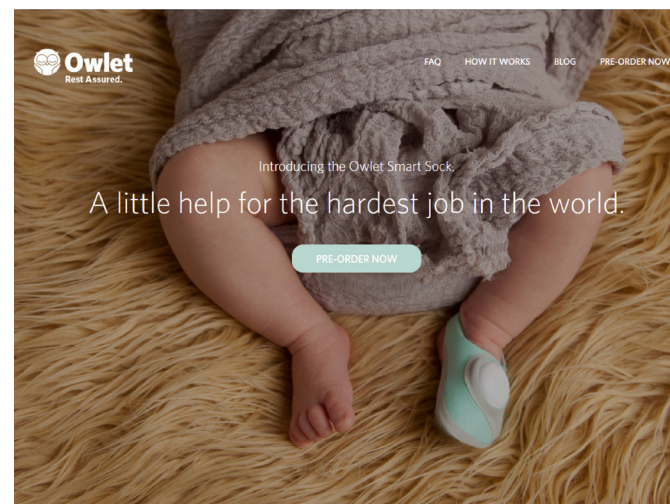 Owlet
Rest Assured.
FAQ HOW IT WORKS BLOG PRE-ORDER NOW
Introducing the Owlet Smart Sock.
A little help for the hardest job in the world.
PRE-ORDER NOW